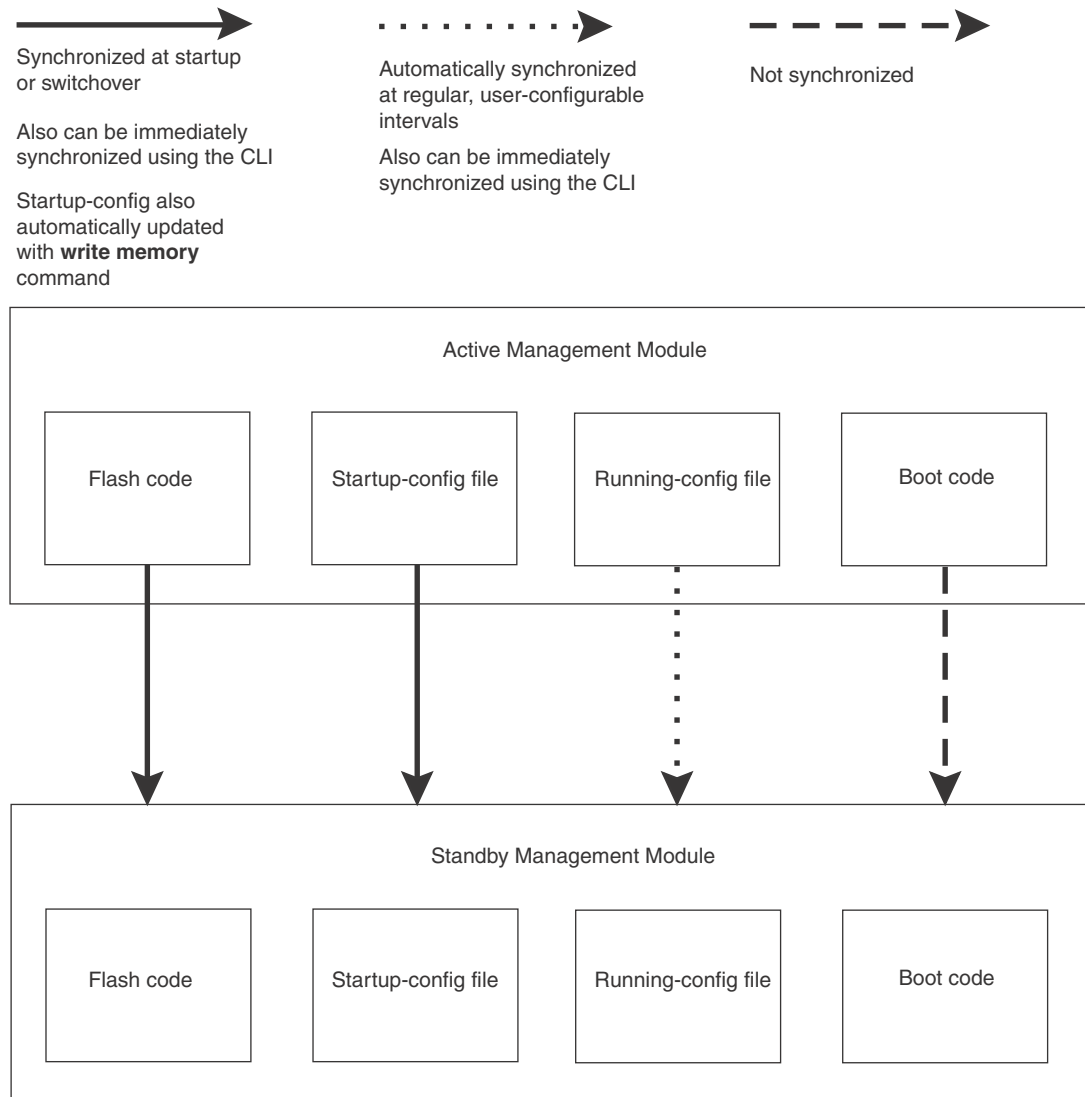 Synchronized at startup
or switchover
Also can be immediately
synchronized using the CLI
Startup-config also
automatically updated
with write memory
command
Automatically synchronized
at regular, user-configurable
intervals
Also can be immediately
synchronized using the CLI
Not synchronized
Active Management Module
Flash code
Startup-config file
Running-config file
Boot code
Standby Management Module
Flash code
Startup-config file
Running-config file
Boot code